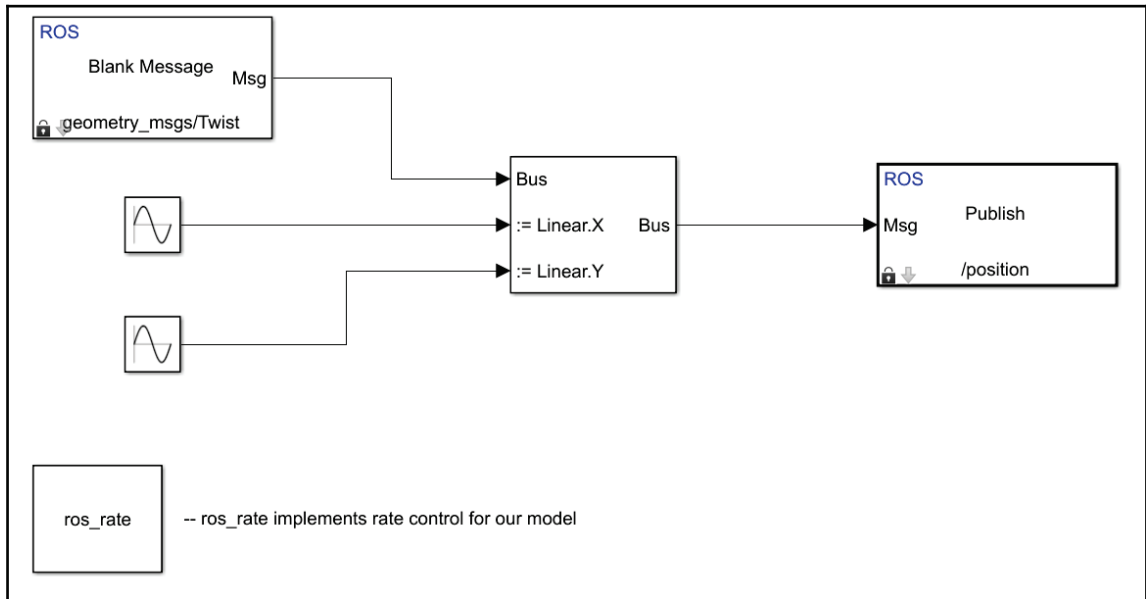 ROS
Blank Message
Msg
geometry_msgs/Twist
Bus
:= Linear.X
Bus
:= Linear.Y
ROS
Publish
Msg
/position
ros_rate
-- ros_rate implements rate control for our model